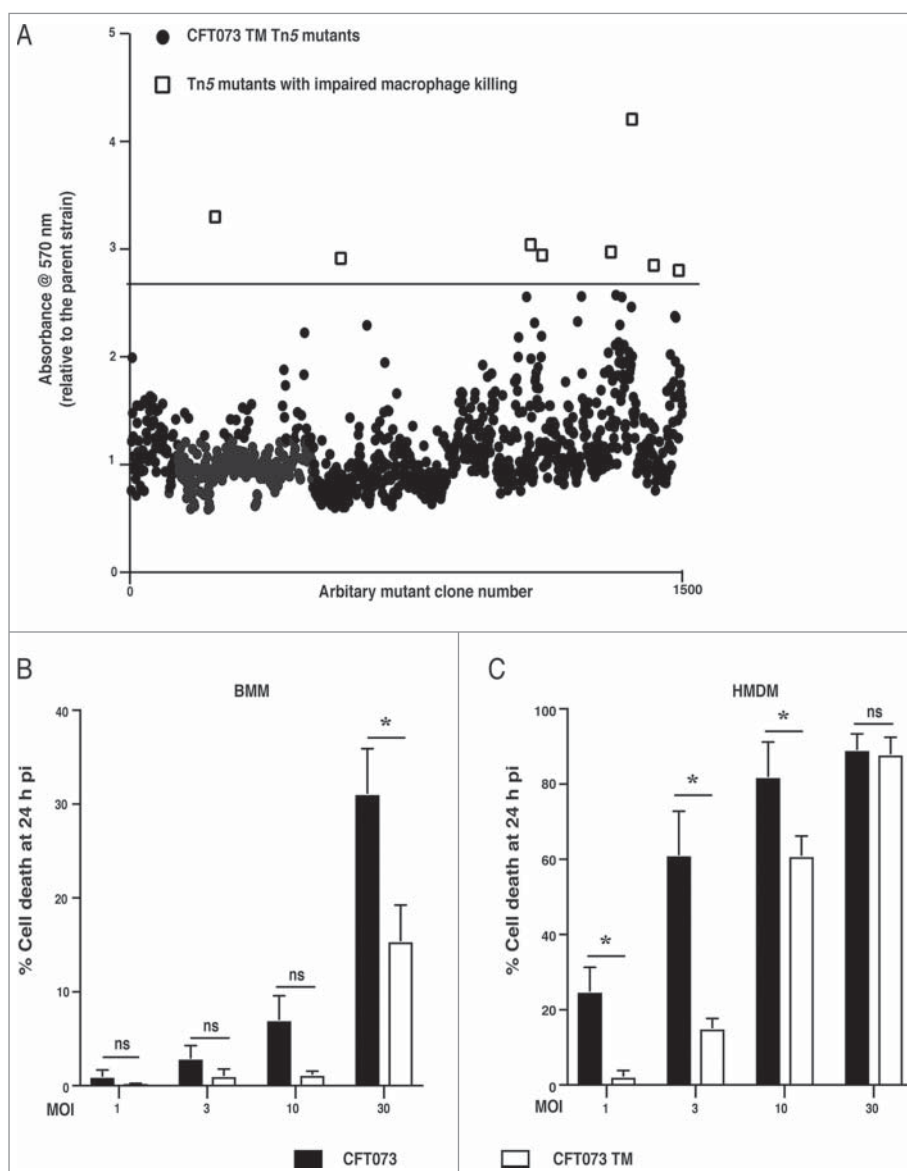 A
5
CFT073 TM Tn5 mutants
Tn5 mutants with impaired macrophage killing
4
3
2
1
0
Absorbance @ 570 nm
(relative to the parent strain)
0
Arbitary mutant clone number
1500
B
BMM
40
30
20
10
0
% Cell death at 24 h pi
ns
ns
ns
*
MOI
1
3
10
30
C
HMDM
100
80
60
40
20
0
% Cell death at 24 h pi
*
*
*
ns
MOI
1
3
10
30
CFT073
CFT073 TM